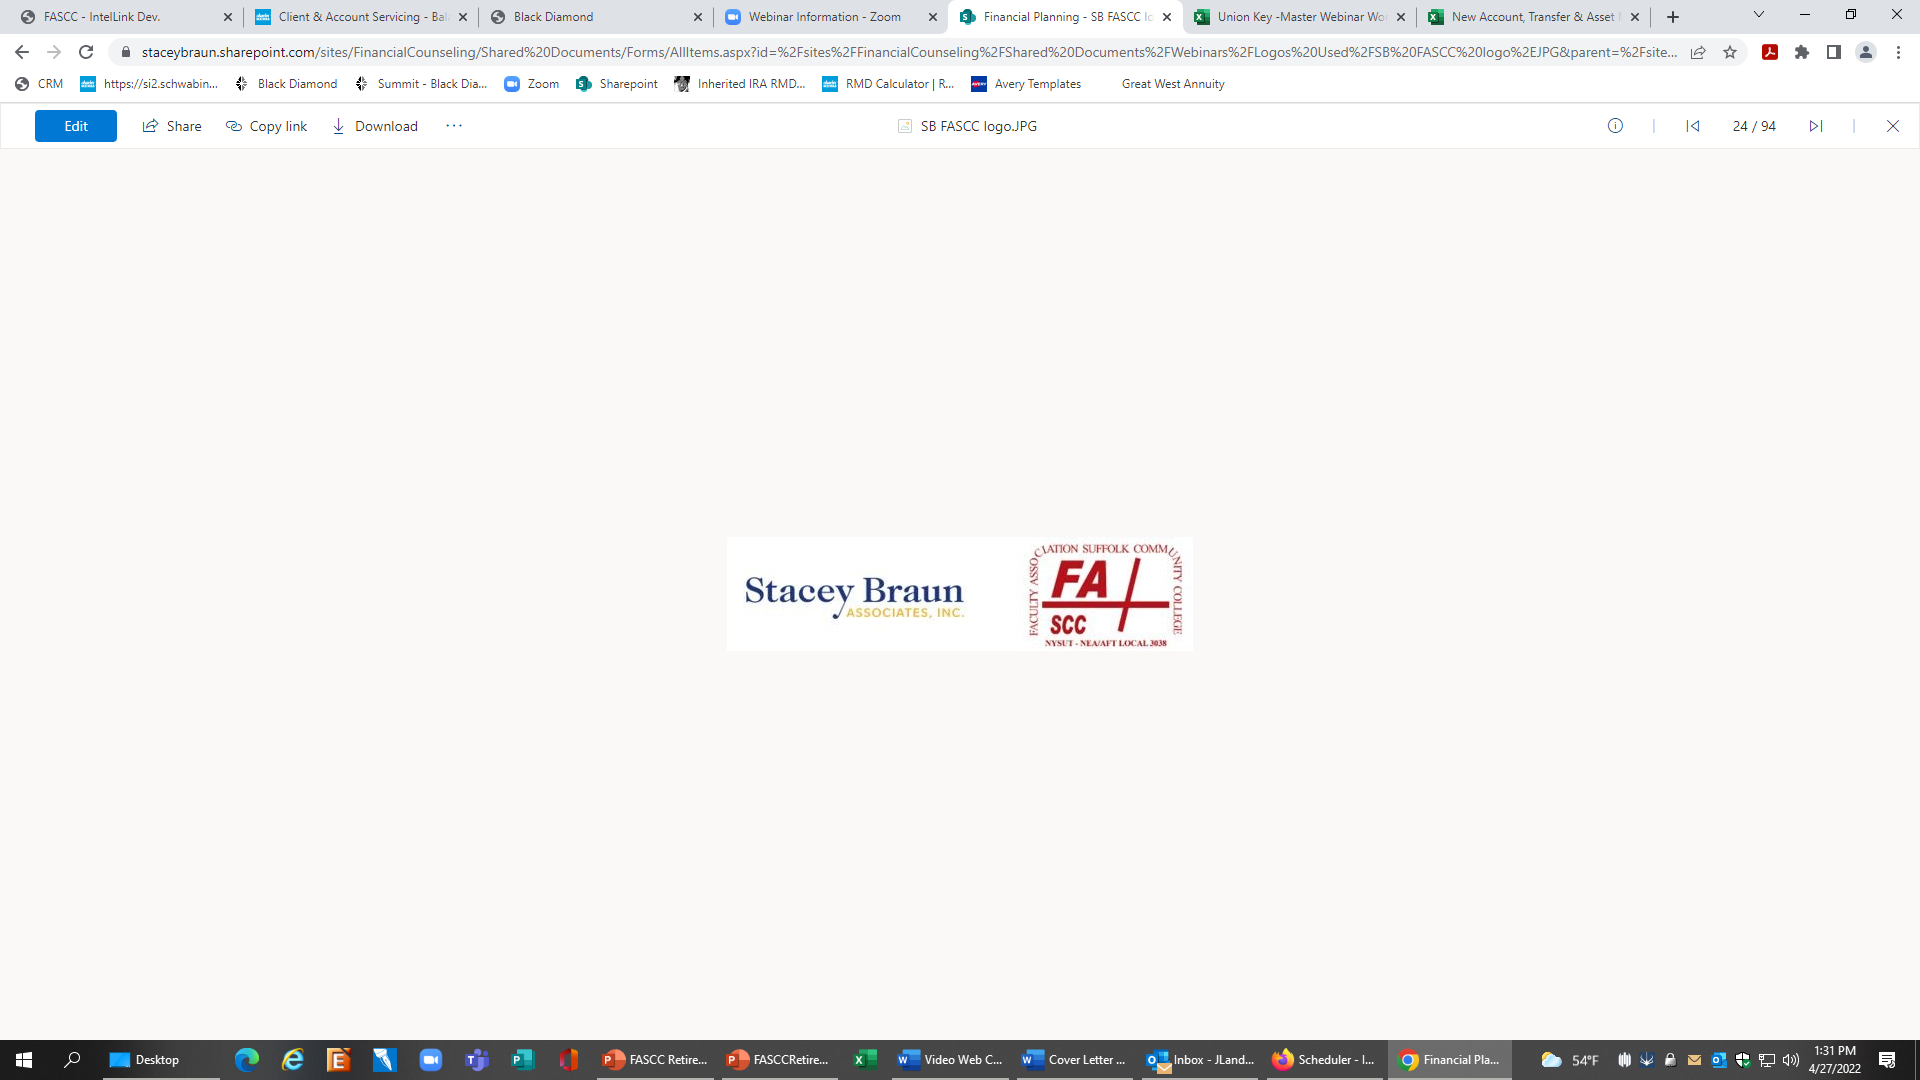 FASCC - IntelLink Dev.
Client & Account Servicing - Bal
Black Diamond
Webinar Information - Zoom
Financial Planning - SB FASCC lo
Union Key -Master Webinar Wor
New Account, Transfer & Asset
staceybraun.sharepoint.com/sites/FinancialCounseling/Shared%20Documents/Forms/AllItems.aspx?id=%2Fsites%2FFinancialCounseling%2FShared%20Documents%2FWebinars%2FLogos%20Used%2FSB%20FASCC%20logo%2EJPG&parent=%2Fsite...
CRM
https://si2.schwabin...
Black Diamond
Summit - Black Dia...
Zoom
Sharepoint
Inherited IRA RMD...
RMD Calculator | R...
Avery Templates
Great West Annuity
Edit
Share
Copy link
Download
SB FASCC logo.JPG
24 / 94
Stacey Braun
ASSOCIATES, INC.
FACULTY ASSOCIATION SUFFOLK COMMUNITY COLLEGE
FA
SCC
NYSUT - NEA/AFT LOCAL 3038
Desktop
FASCC Retire...
FASCCRetire...
Video Web C...
Cover Letter ...
Inbox - JLand...
Scheduler - I...
Financial Pla...
54°F
1:31 PM
4/27/2022